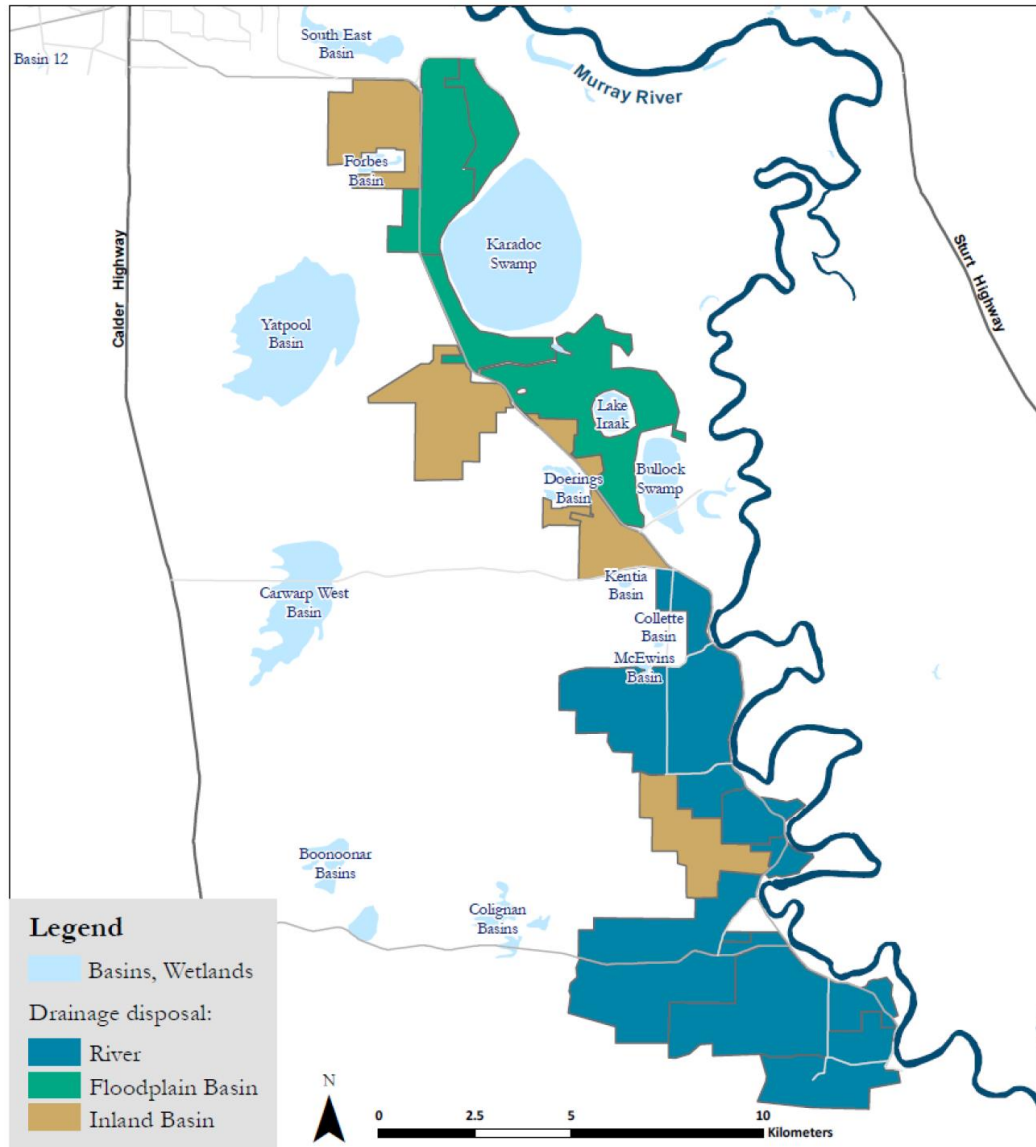 South East
Basin
Basin 12
Murray River
Forbes
Basin
Karadoc
Swamp
Calder Highway
Sturt Highway
Yatpool
Basin
Lake
Iraak
Doerings
Basin
Bullock
Swamp
Carwarp West
Basin
Kentia
Basin
Collette
Basin
McEwins
Basin
Boonoonar
Basins
Colignan
Basins
Legend
Basins, Wetlands
Drainage disposal:
River
Floodplain Basin
Inland Basin
N
0 2.5 5 10
Kilometers